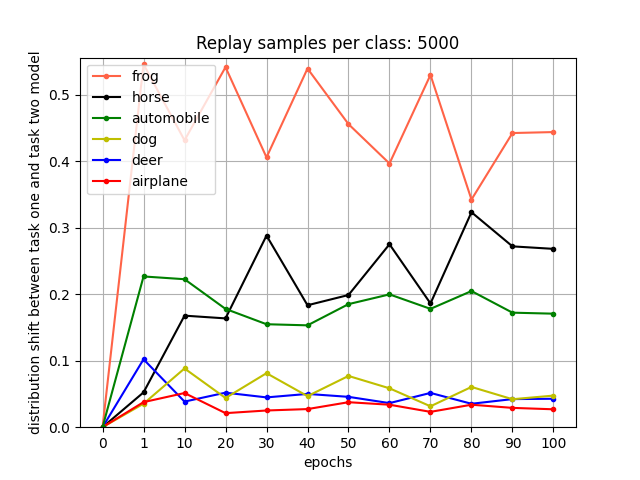 Replay samples per class: 5000
distribution shift between task one and task two model
0.5
0.4
0.3
0.2
0.1
0.0
frog
horse
automobile
dog
deer
airplane
0 1 10 20 30 40 50 60 70 80 90 100
epochs